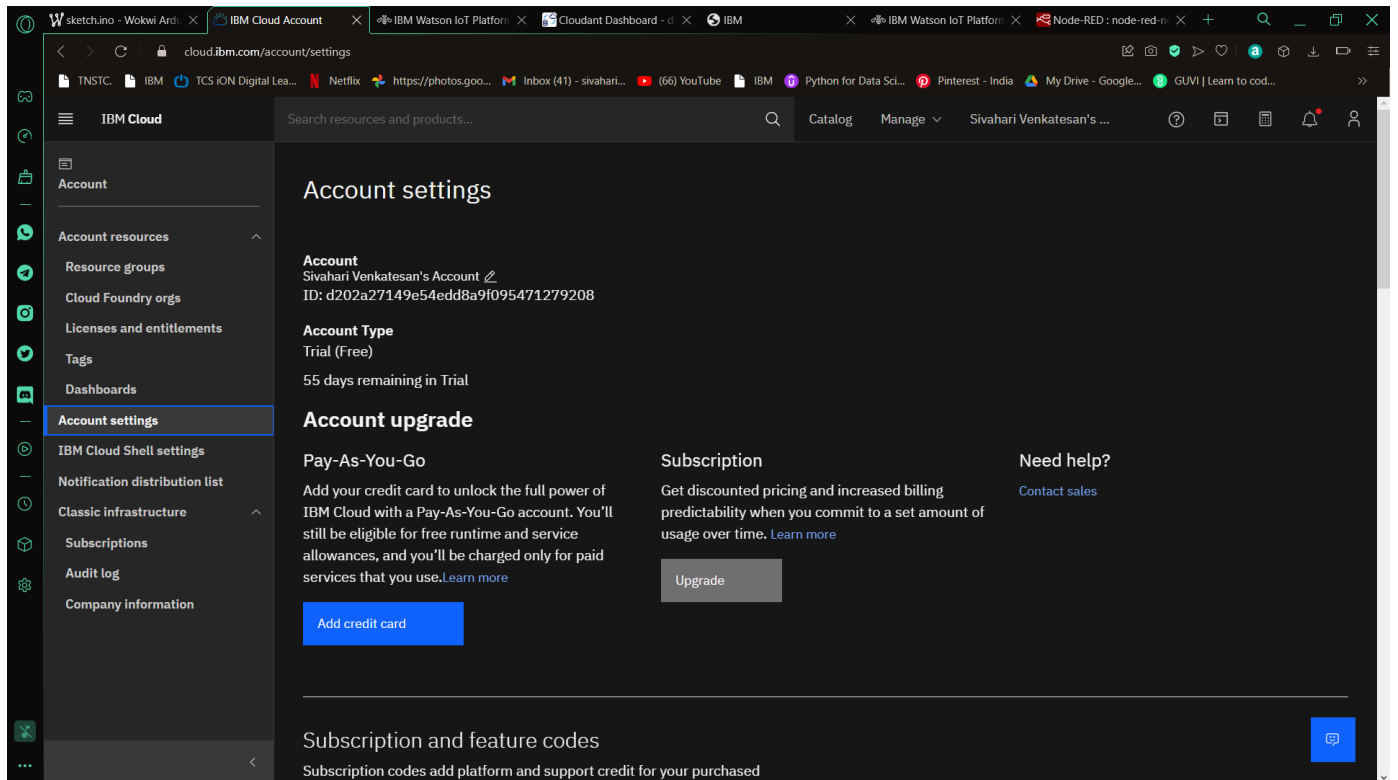 sketch.ino - Wokwi Ardu
IBM Cloud Account
IBM Watson IoT Platform
Cloudant Dashboard - d
IBM
IBM Watson IoT Platform
Node-RED : node-red-n
cloud.ibm.com/account/settings
TNSTC.
IBM
TCS iON Digital Lea...
Netflix
https://photos.goo...
Inbox (41) - sivahari...
(66) YouTube
IBM
Python for Data Sci...
Pinterest - India
My Drive - Google...
GUVI | Learn to cod...
IBM Cloud
Search resources and products...
Catalog
Manage
Sivahari Venkatesan's ...
Account
Account resources
Resource groups
Cloud Foundry orgs
Licenses and entitlements
Tags
Dashboards
Account settings
IBM Cloud Shell settings
Notification distribution list
Classic infrastructure
Subscriptions
Audit log
Company information
Account settings
Account
Sivahari Venkatesan's Account
ID: d202a27149e54edd8a9f095471279208
Account Type
Trial (Free)
55 days remaining in Trial
Account upgrade
Pay-As-You-Go
Add your credit card to unlock the full power of
IBM Cloud with a Pay-As-You-Go account. You’ll
still be eligible for free runtime and service
allowances, and you’ll be charged only for paid
services that you use.Learn more
Add credit card
Subscription
Get discounted pricing and increased billing
predictability when you commit to a set amount of
usage over time. Learn more
Upgrade
Need help?
Contact sales
Subscription and feature codes
Subscription codes add platform and support credit for your purchased